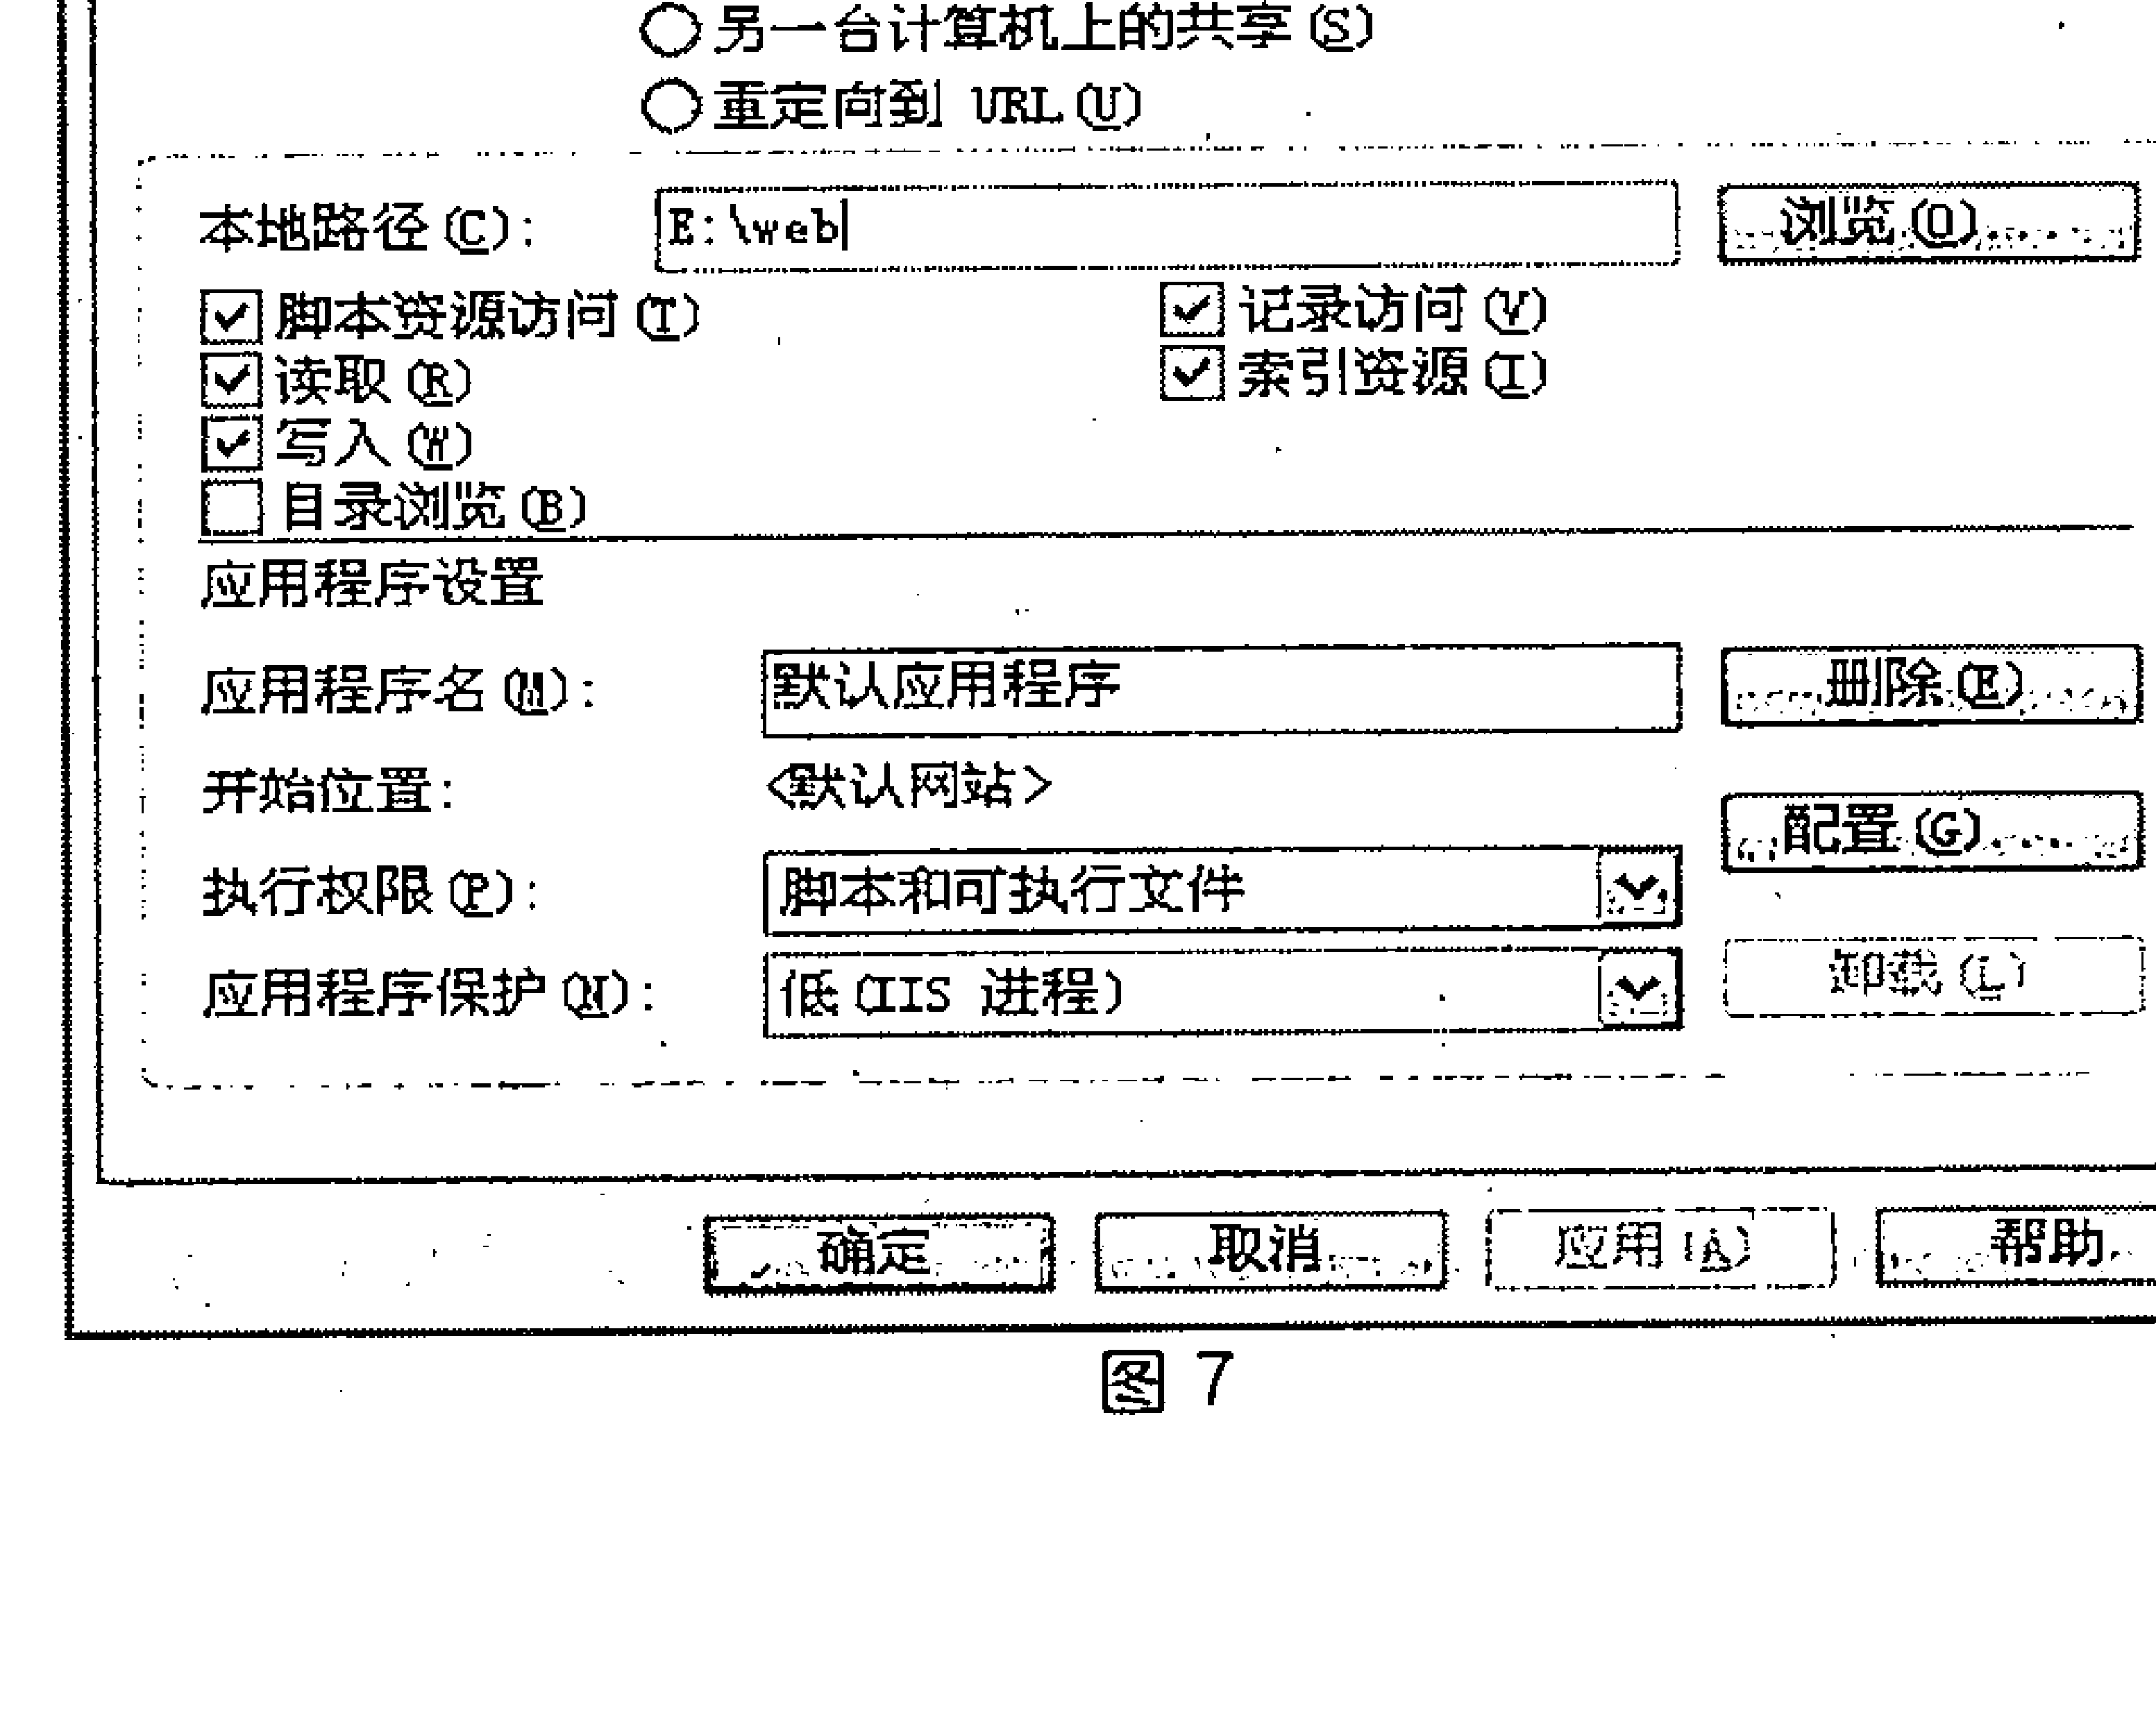 另一台计算机上的共享(S)
重定向到 URL(U)
本地路径(C): E:\web 浏览(O)...
脚本资源访问(T) 记录访问(V)
读取(R) 索引资源(I)
写入(W)
目录浏览(B)
应用程序设置
应用程序名(M): 默认应用程序 删除(E)
开始位置: <默认网站>
配置(G)...
执行权限(P): 脚本和可执行文件
应用程序保护(N): 低(IIS 进程) 卸载(L)
确定 取消 应用(A) 帮助
图 7